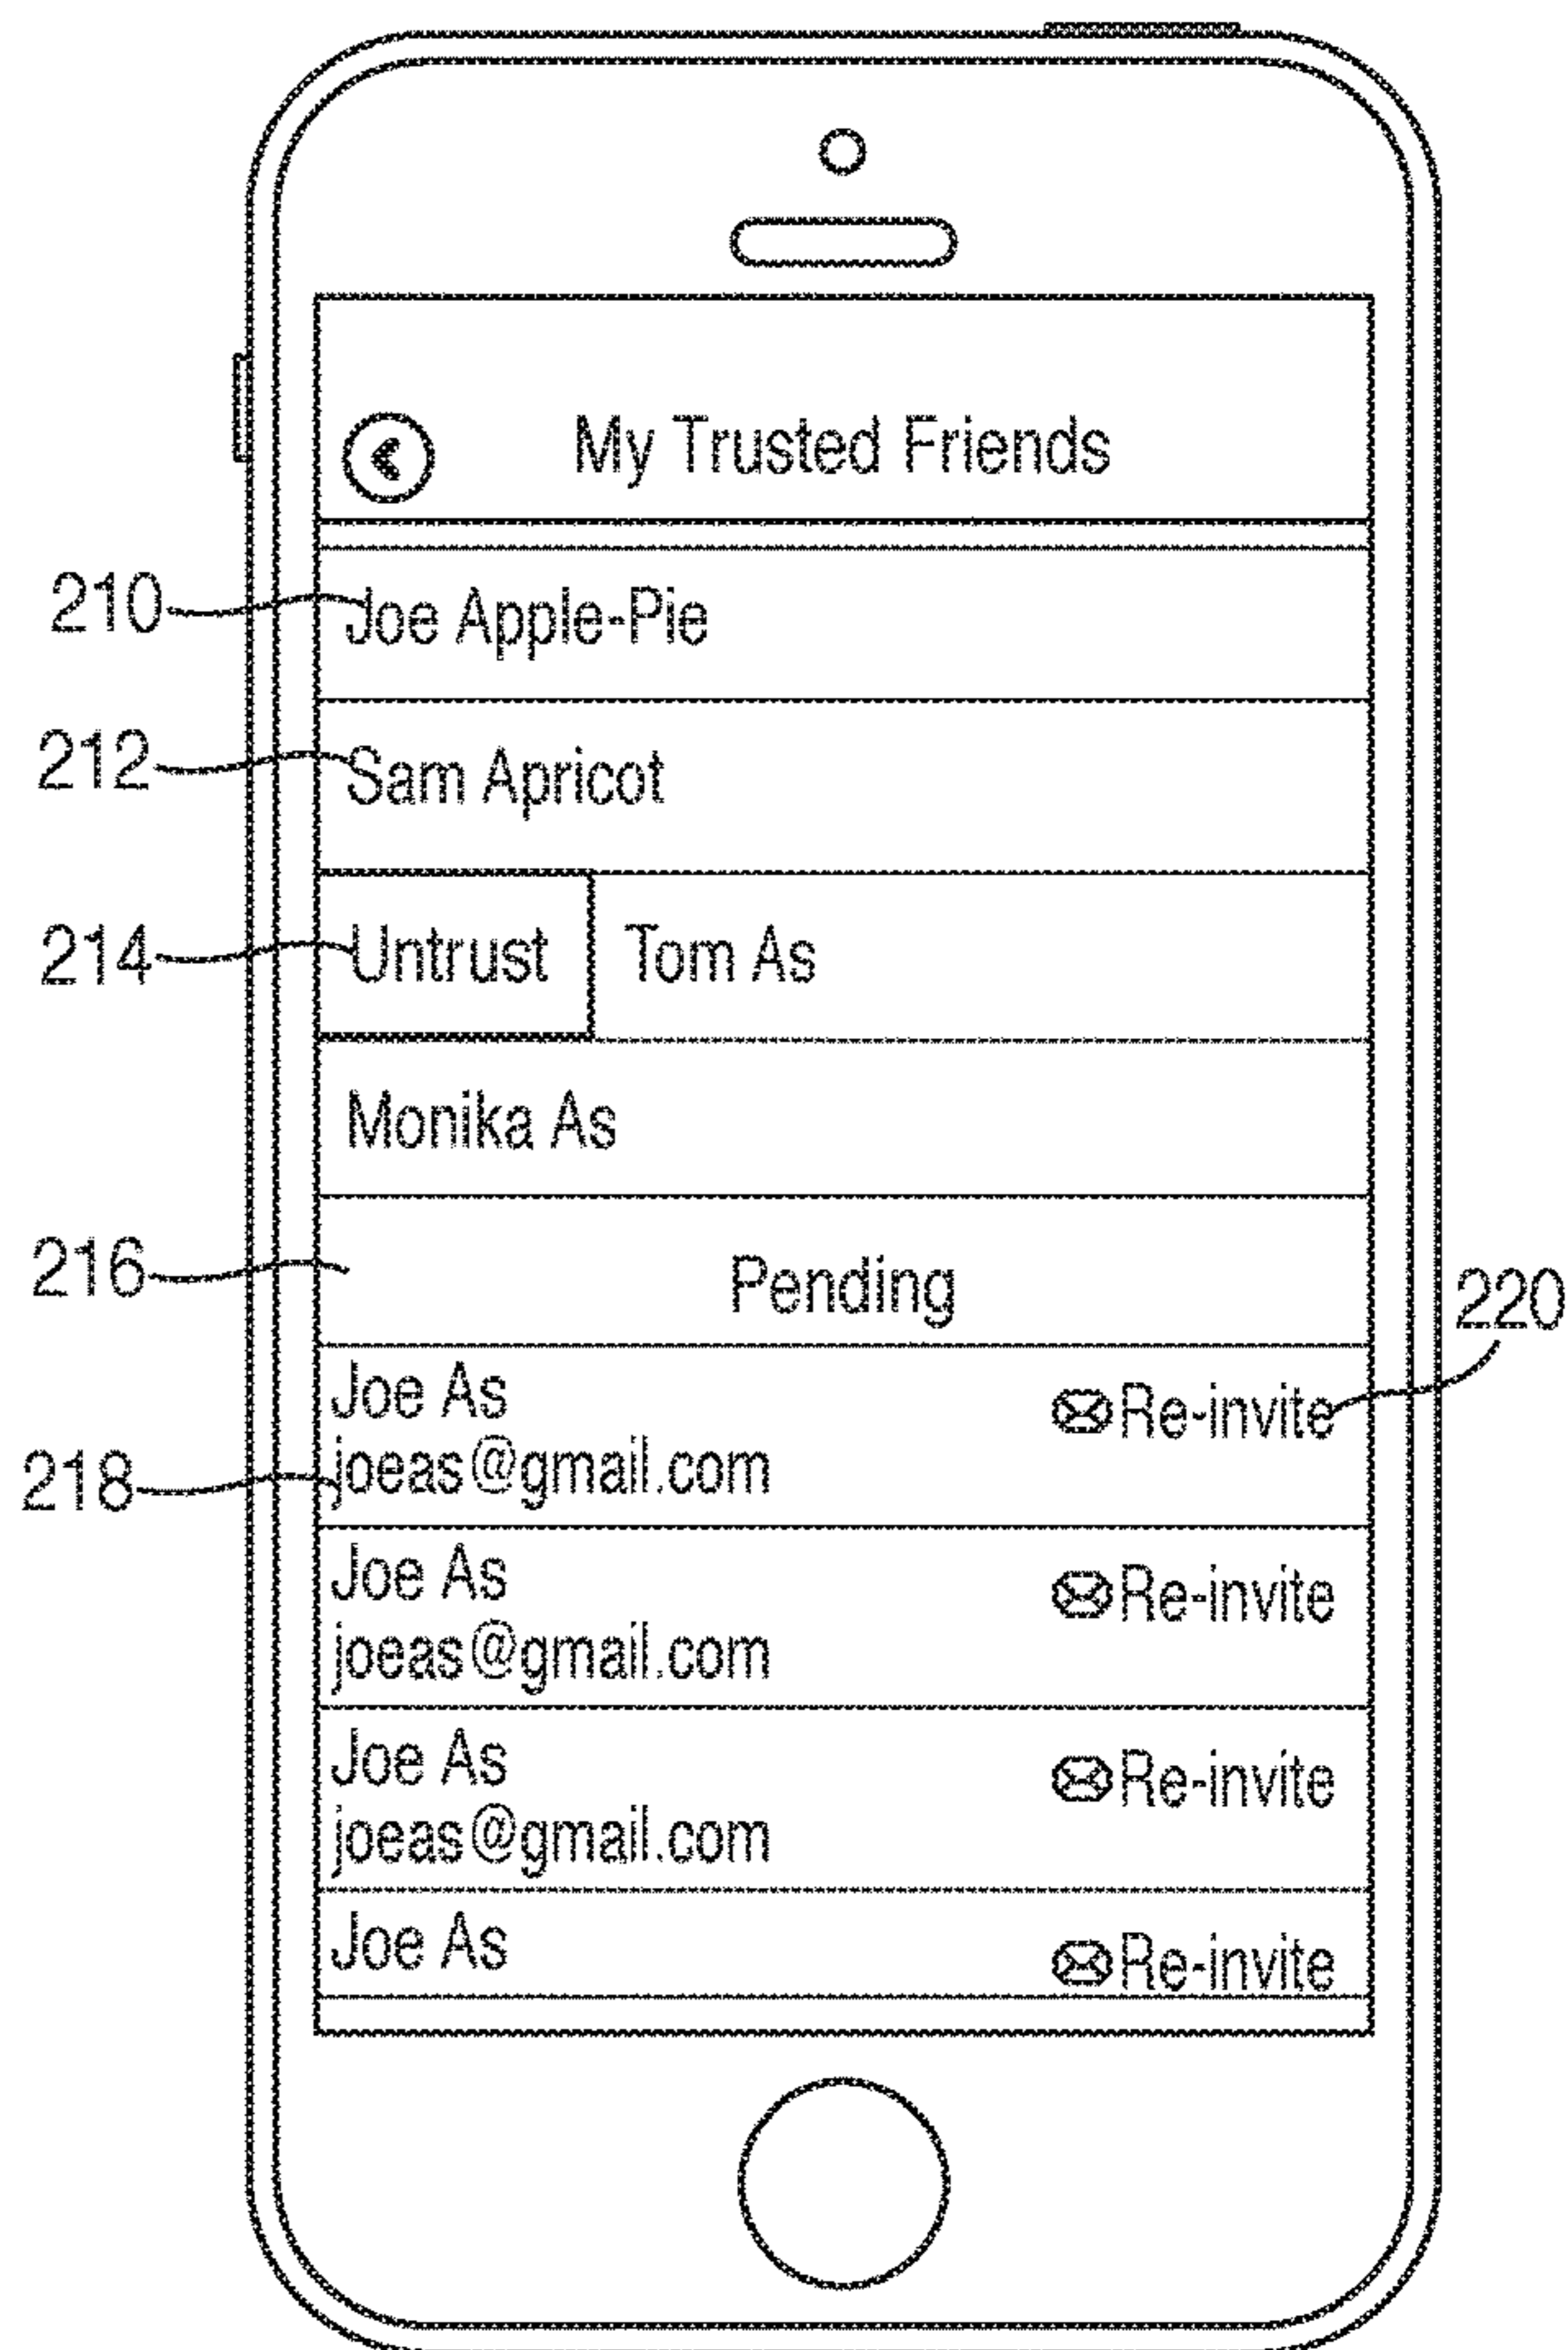 My Trusted Friends
210 Joe Apple-Pie
212 Sam Apricot
214 Untrust Tom As
Monika As
216 Pending
220
Joe As
Re-invite
218 joeas@gmail.com
Joe As
Re-invite
joeas@gmail.com
Joe As
Re-invite
joeas@gmail.com
Joe As
Re-invite